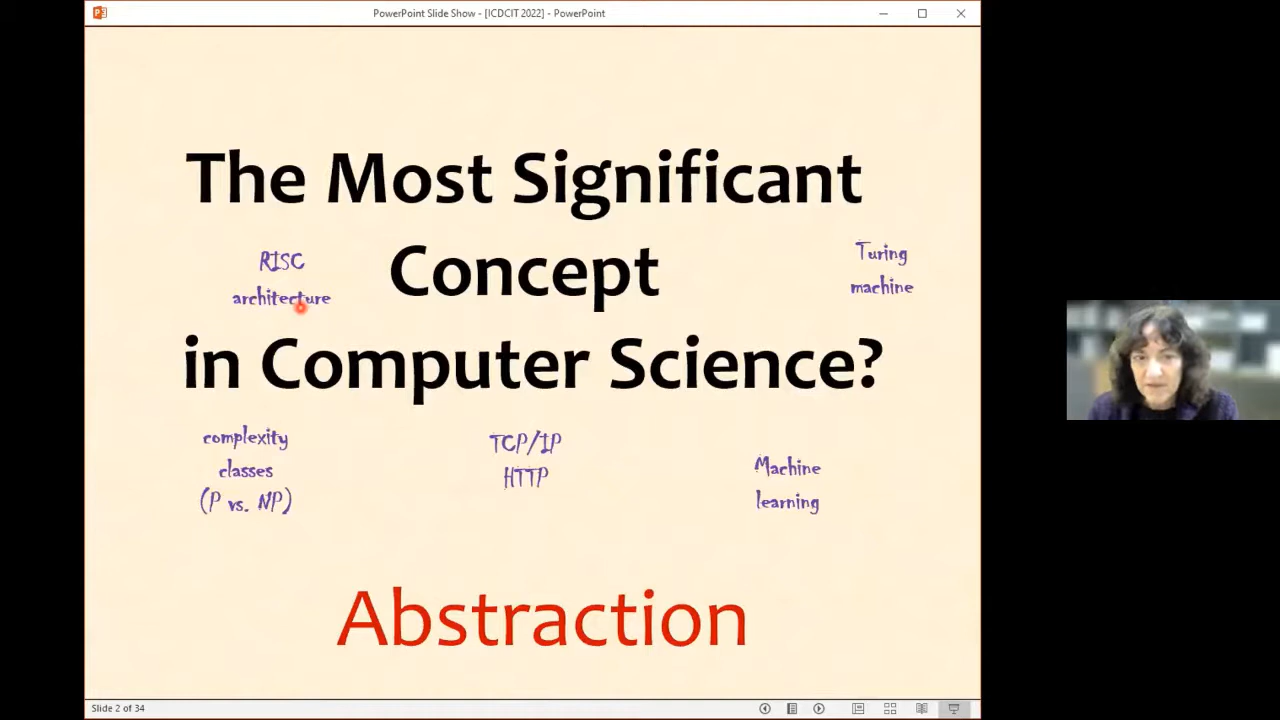 PowerPoint Slide Show - [ICDCIT 2022] - PowerPoint
The Most Significant
Concept
in Computer Science?
RISC
architecture
Turing
machine
complexity
classes
(P vs. NP)
TCP/IP
HTTP
Machine
learning
Abstraction
Slide 2 of 34